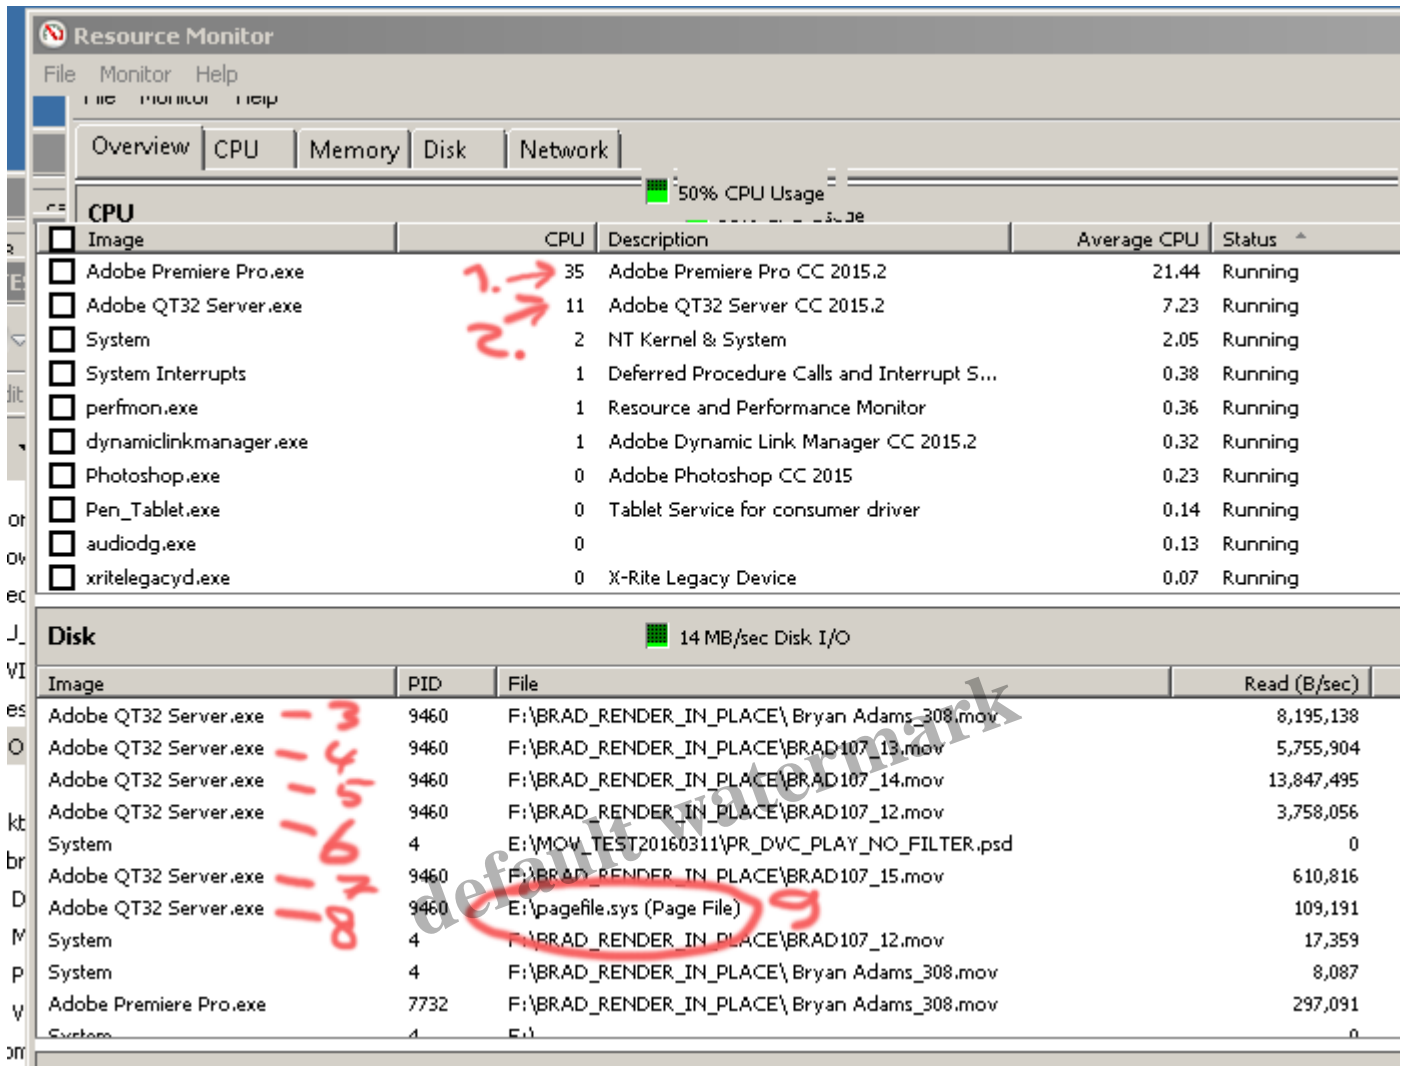 Resource Monitor
File Monitor Help
File Monitor Help
Overview CPU Memory Disk Network
50% CPU Usage
CPU
Image CPU Description Average CPU Status
Adobe Premiere Pro.exe 1. 35 Adobe Premiere Pro CC 2015.2 21.44 Running
Adobe QT32 Server.exe 2. 11 Adobe QT32 Server CC 2015.2 7.23 Running
System 2 NT Kernel & System 2.05 Running
System Interrupts 1 Deferred Procedure Calls and Interrupt S... 0.38 Running
perfmon.exe 1 Resource and Performance Monitor 0.36 Running
dynamiclinkmanager.exe 1 Adobe Dynamic Link Manager CC 2015.2 0.32 Running
Photoshop.exe 0 Adobe Photoshop CC 2015 0.23 Running
Pen_Tablet.exe 0 Tablet Service for consumer driver 0.14 Running
audiodg.exe 0 0.13 Running
xritelegacyd.exe 0 X-Rite Legacy Device 0.07 Running
Disk 14 MB/sec Disk I/O
Image PID File Read (B/sec)
Adobe QT32 Server.exe – 3 9460 F:\BRAD_RENDER_IN_PLACE\ Bryan Adams_308.mov 8,195,138
Adobe QT32 Server.exe – 4 9460 F:\BRAD_RENDER_IN_PLACE\BRAD107_13.mov 5,755,904
Adobe QT32 Server.exe – 5 9460 F:\BRAD_RENDER_IN_PLACE\BRAD107_14.mov 13,847,495
Adobe QT32 Server.exe – 6 9460 F:\BRAD_RENDER_IN_PLACE\BRAD107_12.mov 3,758,056
System 4 E:\MOV_TEST20160311\PR_DVC_PLAY_NO_FILTER.psd 0
Adobe QT32 Server.exe – 7 9460 F:\BRAD_RENDER_IN_PLACE\BRAD107_15.mov 610,816
Adobe QT32 Server.exe – 8 9460 E:\pagefile.sys (Page File) 9 109,191
System 4 F:\BRAD_RENDER_IN_PLACE\BRAD107_12.mov 17,359
System 4 F:\BRAD_RENDER_IN_PLACE\ Bryan Adams_308.mov 8,087
Adobe Premiere Pro.exe 7732 F:\BRAD_RENDER_IN_PLACE\ Bryan Adams_308.mov 297,091
System 4 F:\ 0
default watermark